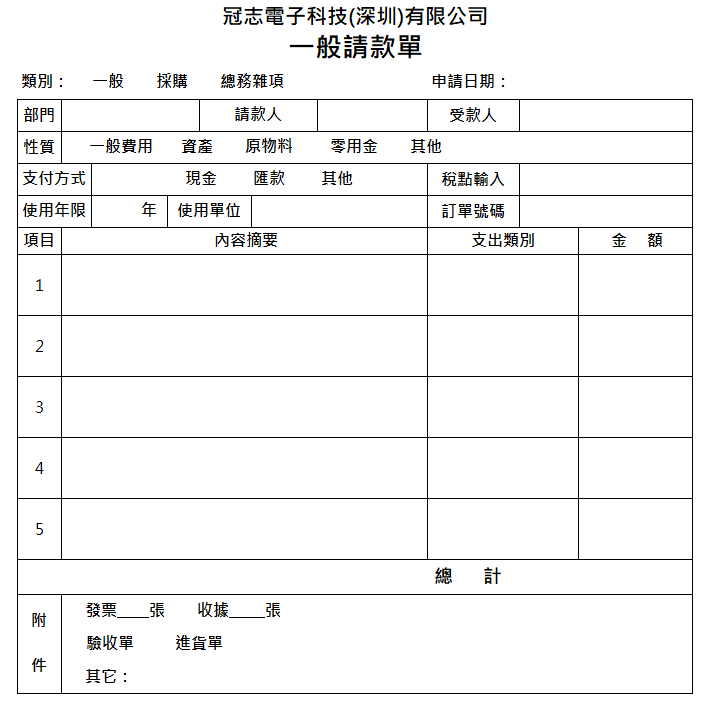 冠志電子科技(深圳)有限公司
一般請款單
類別： 一般 採購 總務雜項 申請日期：
部門 請款人 受款人
性質 一般費用 資產 原物料 零用金 其他
支付方式 現金 匯款 其他 稅點輸入
使用年限 年 使用單位 訂單號碼
項目 內容摘要 支出類別 金 額
1
2
3
4
5
總 計
附件
發票____張 收據____張
驗收單 進貨單
其它：